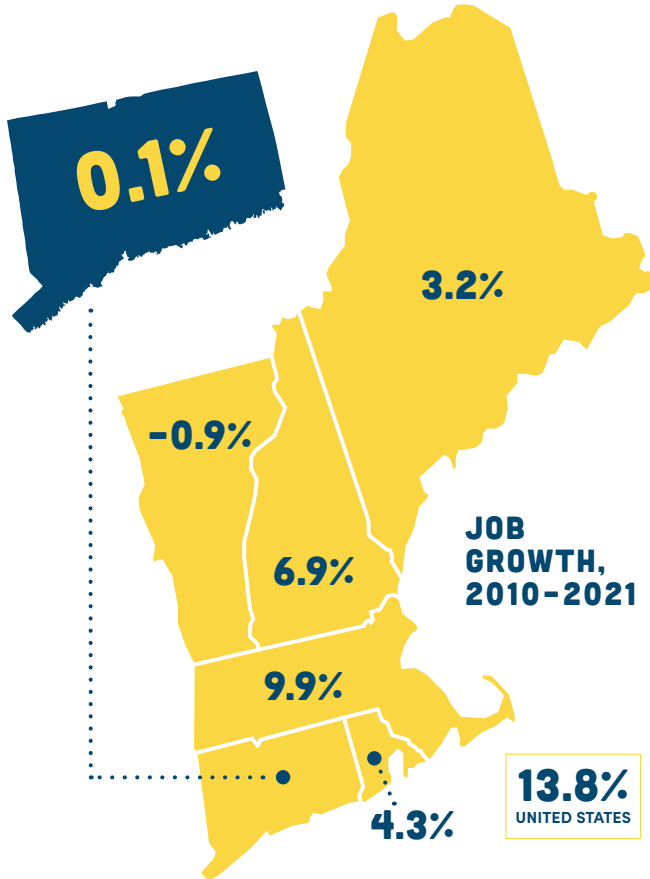 0.1%
3.2%
-0.9%
JOB
GROWTH,
2010-2021
6.9%
9.9%
13.8%
UNITED STATES
4.3%